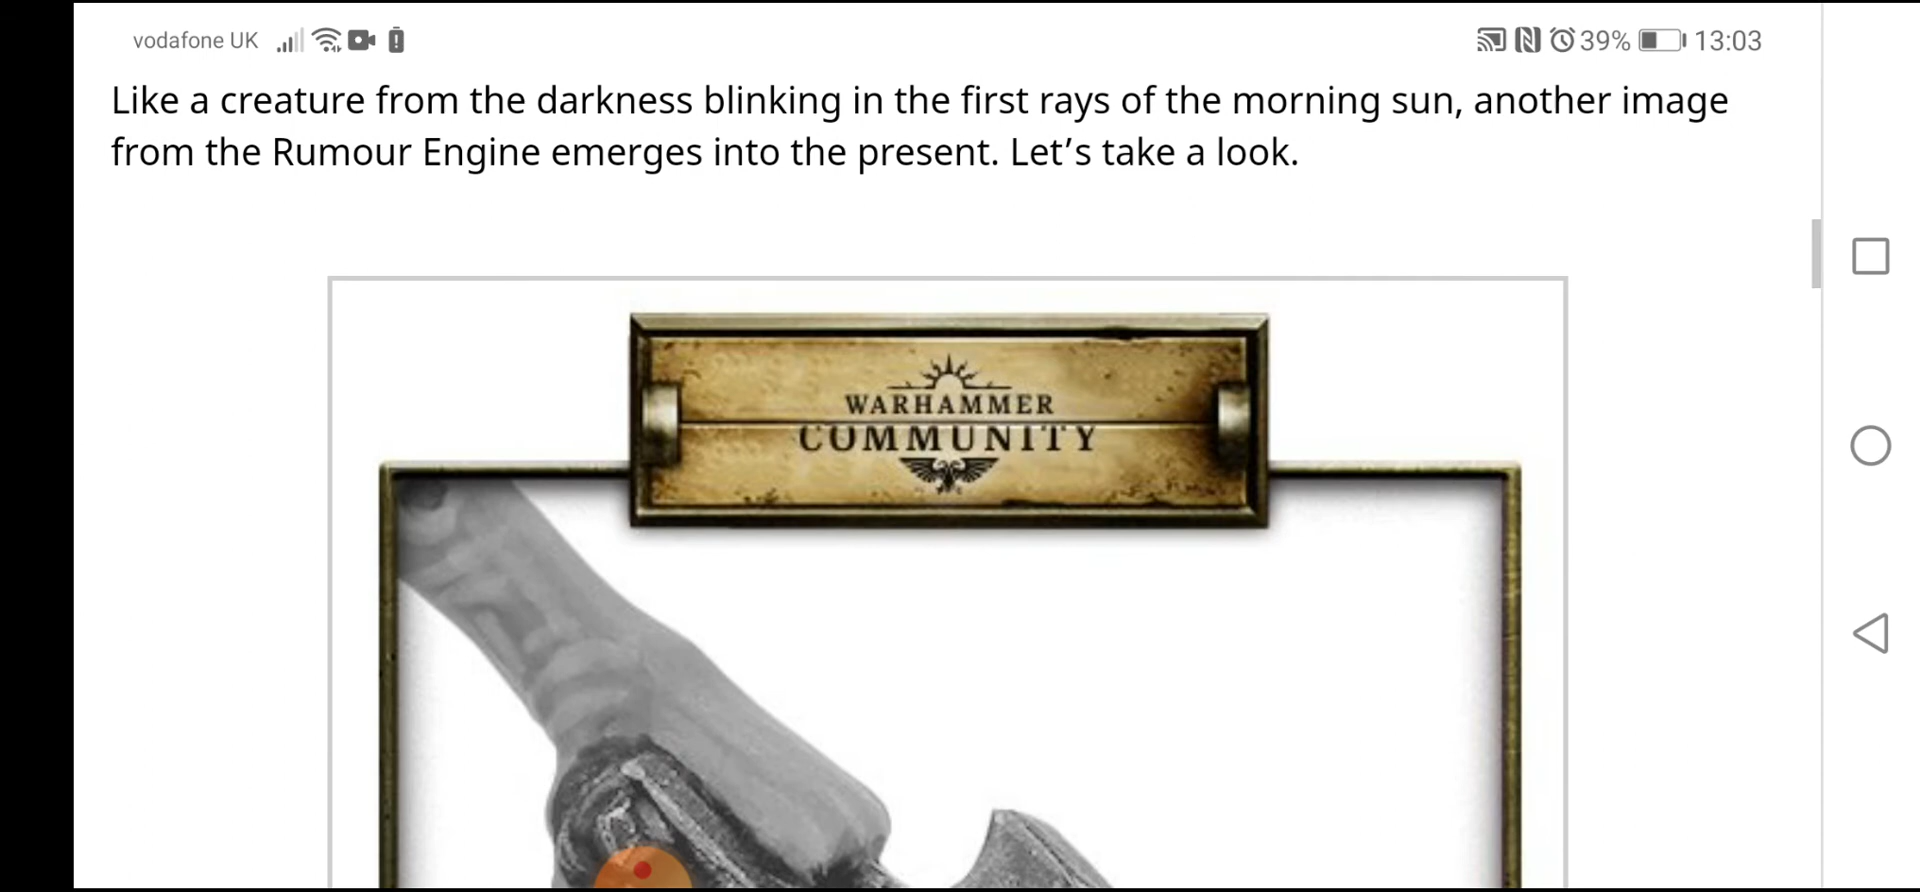 vodafone UK
39% 13:03
Like a creature from the darkness blinking in the first rays of the morning sun, another image
from the Rumour Engine emerges into the present. Let’s take a look.
WARHAMMER
COMMUNITY